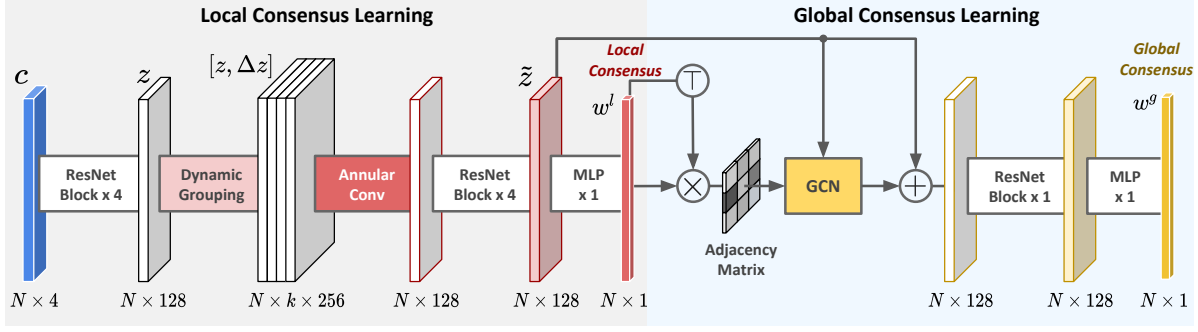 Local Consensus Learning
Global Consensus Learning
c
z
[z, Δz]
z̃
Local
Consensus
w^l
Global
Consensus
w^g
ResNet
Block x 4
Dynamic
Grouping
Annular
Conv
ResNet
Block x 4
MLP
x 1
GCN
ResNet
Block x 1
MLP
x 1
Adjacency
Matrix
N × 4
N × 128
N × k × 256
N × 128
N × 128
N × 1
N × 128
N × 128
N × 1